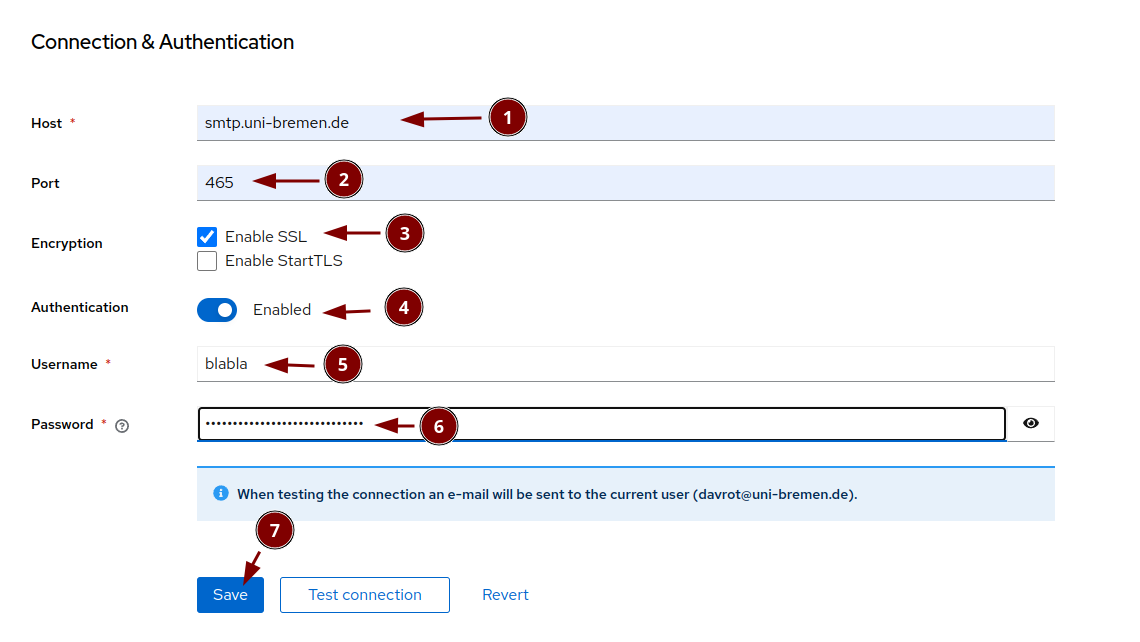 Connection & Authentication
Host * smtp.uni-bremen.de 1
Port 465 2
Encryption Enable SSL 3
Enable StartTLS
Authentication Enabled 4
Username * blabla 5
Password * ? •••••••••••••••••••••••••••••• 6
i When testing the connection an e-mail will be sent to the current user (davrot@uni-bremen.de).
7
Save Test connection Revert